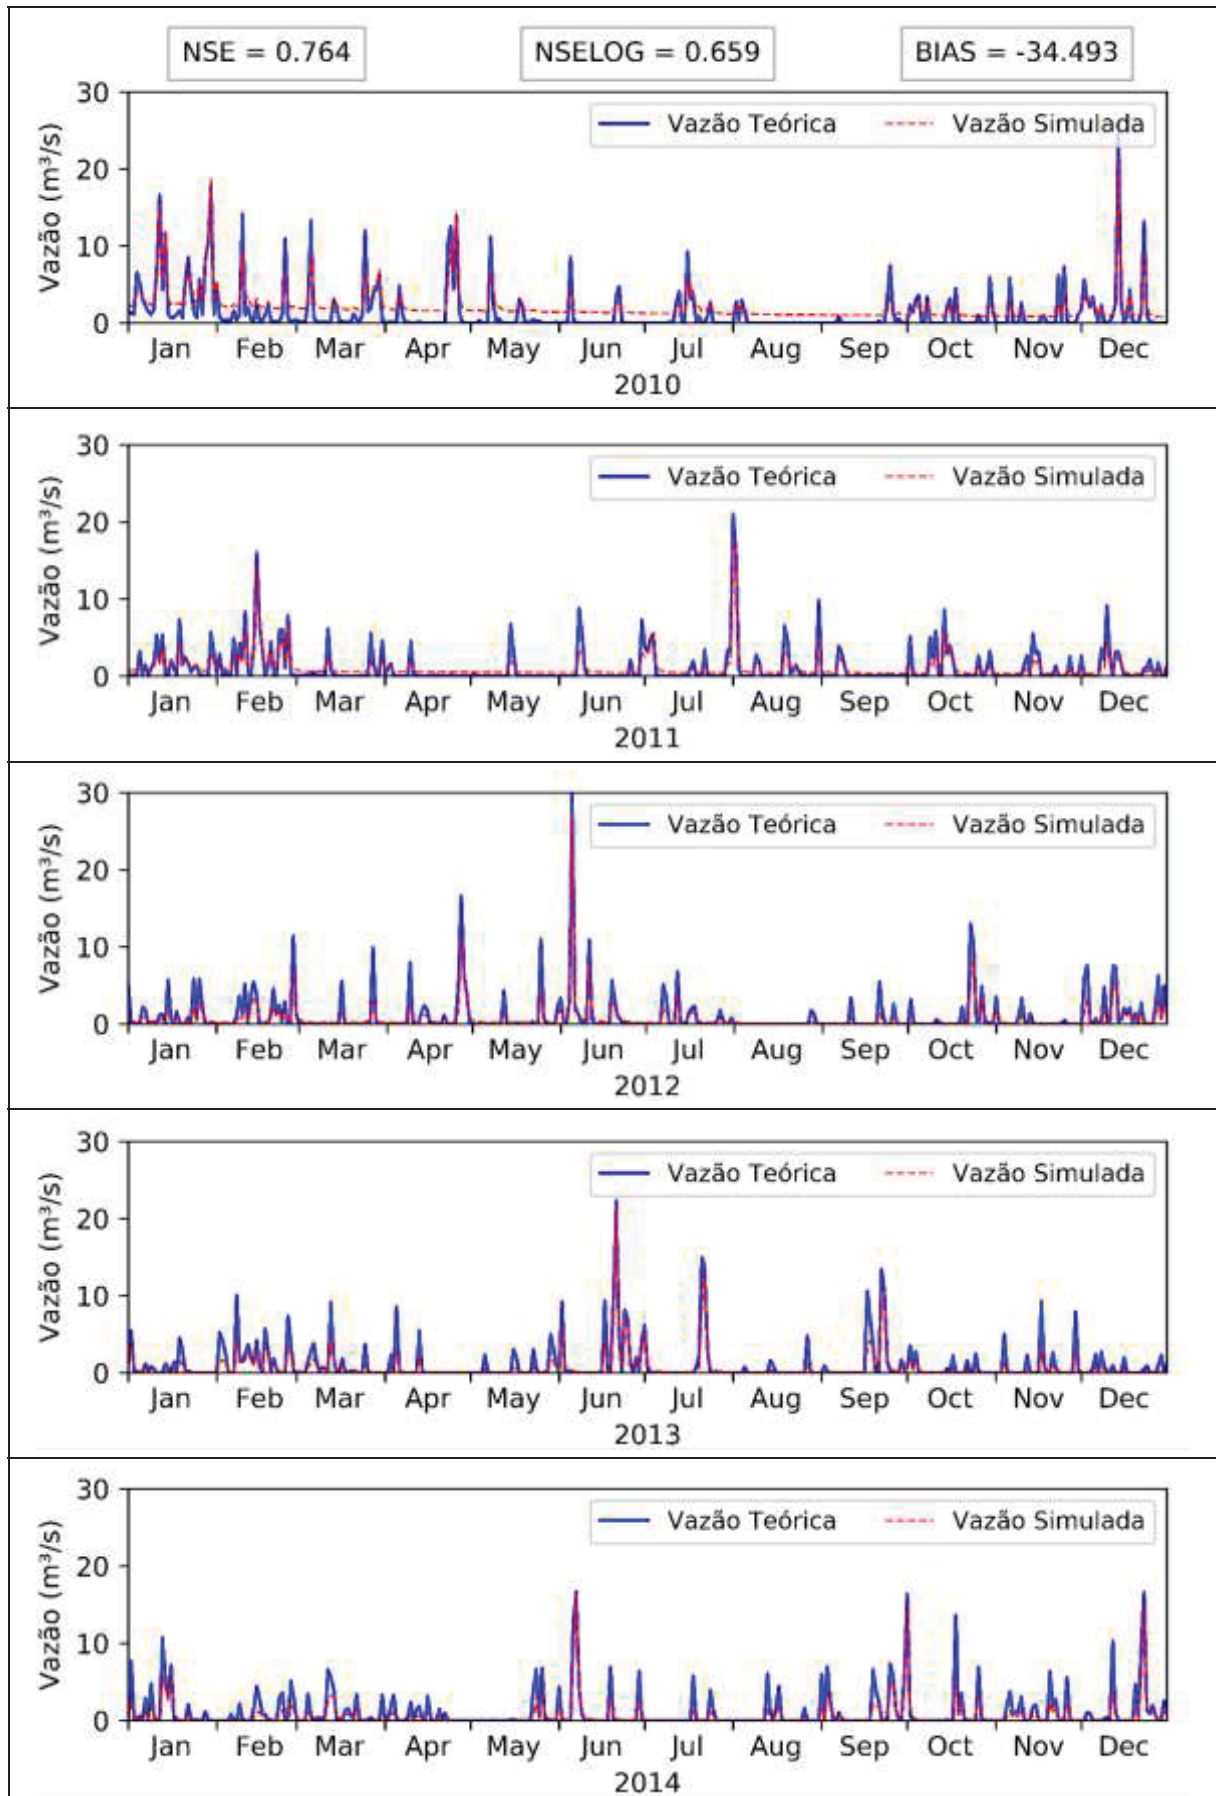 NSE = 0.764 NSELOG = 0.659 BIAS = -34.493
Vazão (m³/s)
30
20
10
0
Vazão Teórica Vazão Simulada
Jan Feb Mar Apr May Jun Jul Aug Sep Oct Nov Dec
2010
Vazão (m³/s)
30
20
10
0
Vazão Teórica Vazão Simulada
Jan Feb Mar Apr May Jun Jul Aug Sep Oct Nov Dec
2011
Vazão (m³/s)
30
20
10
0
Vazão Teórica Vazão Simulada
Jan Feb Mar Apr May Jun Jul Aug Sep Oct Nov Dec
2012
Vazão (m³/s)
30
20
10
0
Vazão Teórica Vazão Simulada
Jan Feb Mar Apr May Jun Jul Aug Sep Oct Nov Dec
2013
Vazão (m³/s)
30
20
10
0
Vazão Teórica Vazão Simulada
Jan Feb Mar Apr May Jun Jul Aug Sep Oct Nov Dec
2014